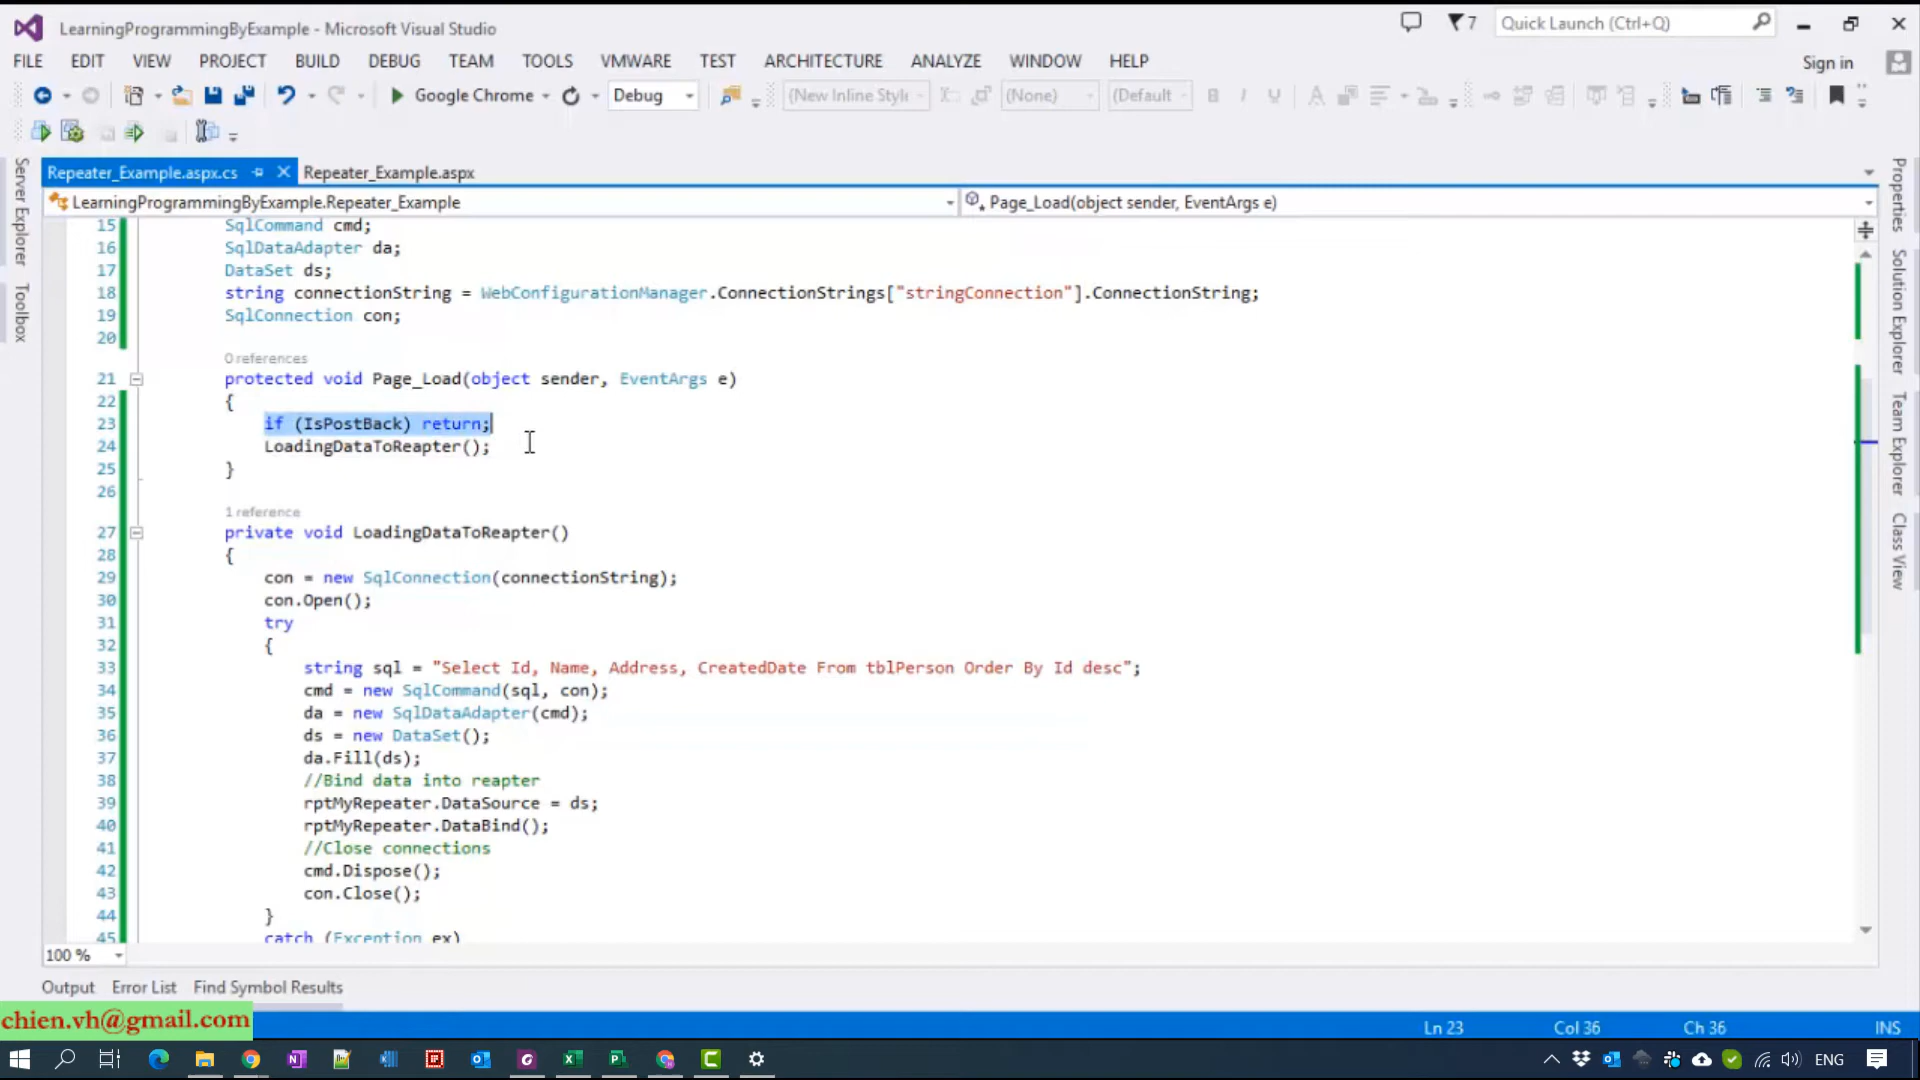 LearningProgrammingByExample - Microsoft Visual Studio
7
Quick Launch (Ctrl+Q)
FILE EDIT VIEW PROJECT BUILD DEBUG TEAM TOOLS VMWARE TEST ARCHITECTURE ANALYZE WINDOW HELP
Sign in
Google Chrome Debug (New Inline Style (None) (Default
Server Explorer
Toolbox
Repeater_Example.aspx.cs Repeater_Example.aspx
LearningProgrammingByExample.Repeater_Example Page_Load(object sender, EventArgs e)
15 SqlCommand cmd;
16 SqlDataAdapter da;
17 DataSet ds;
18 string connectionString = WebConfigurationManager.ConnectionStrings["stringConnection"].ConnectionString;
19 SqlConnection con;
20
0 references
21 protected void Page_Load(object sender, EventArgs e)
22 {
23 if (IsPostBack) return;
24 LoadingDataToReapter();
25 }
26
1 reference
27 private void LoadingDataToReapter()
28 {
29 con = new SqlConnection(connectionString);
30 con.Open();
31 try
32 {
33 string sql = "Select Id, Name, Address, CreatedDate From tblPerson Order By Id desc";
34 cmd = new SqlCommand(sql, con);
35 da = new SqlDataAdapter(cmd);
36 ds = new DataSet();
37 da.Fill(ds);
38 //Bind data into reapter
39 rptMyRepeater.DataSource = ds;
40 rptMyRepeater.DataBind();
41 //Close connections
42 cmd.Dispose();
43 con.Close();
44 }
45 catch (Exception ex)
Properties
Solution Explorer
Team Explorer
Class View
100 %
Output Error List Find Symbol Results
chien.vh@gmail.com
Ln 23 Col 36 Ch 36 INS
ENG